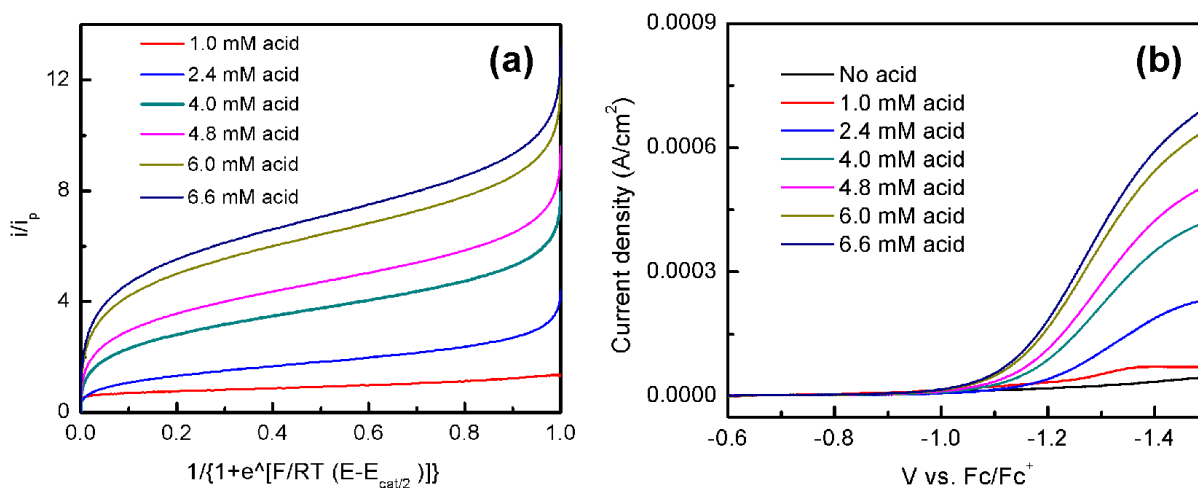 (a)
1.0 mM acid
2.4 mM acid
4.0 mM acid
4.8 mM acid
6.0 mM acid
6.6 mM acid
12
8
4
0
i/i_p
0.0 0.2 0.4 0.6 0.8 1.0
1/{1+e^[F/RT (E-E_cat/2 )]}
(b)
No acid
1.0 mM acid
2.4 mM acid
4.0 mM acid
4.8 mM acid
6.0 mM acid
6.6 mM acid
0.0009
0.0006
0.0003
0.0000
Current density (A/cm²)
-0.6 -0.8 -1.0 -1.2 -1.4
V vs. Fc/Fc⁺